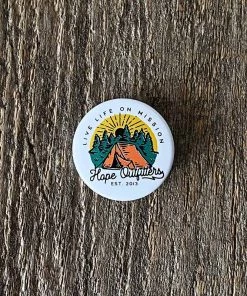 LIVE LIFE ON MISSION
Hope Outfitters
EST. 2013